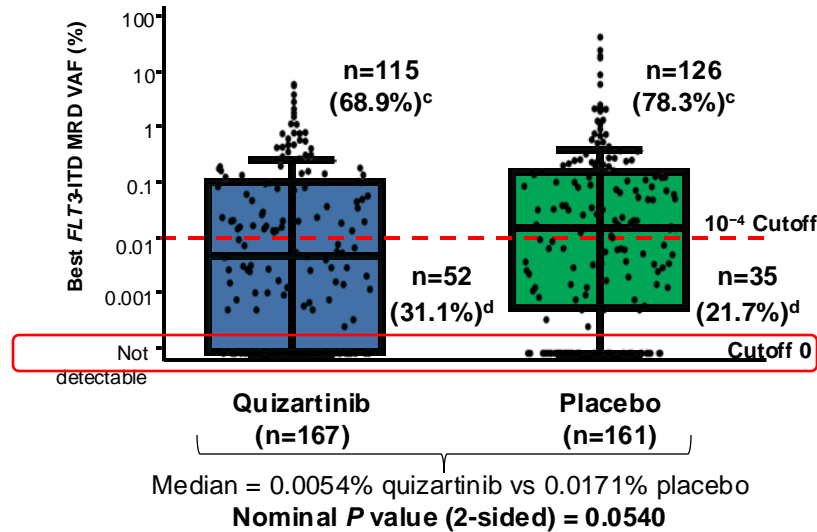 Best FLT3-ITD MRD VAF (%)
100
10
1
0.1
0.01
0.001
Not
detectable
n=115
(68.9%)ᶜ
n=126
(78.3%)ᶜ
10⁻⁴ Cutoff
n=52
(31.1%)ᵈ
n=35
(21.7%)ᵈ
Cutoff 0
Quizartinib
(n=167)
Placebo
(n=161)
Median = 0.0054% quizartinib vs 0.0171% placebo
Nominal P value (2-sided) = 0.0540